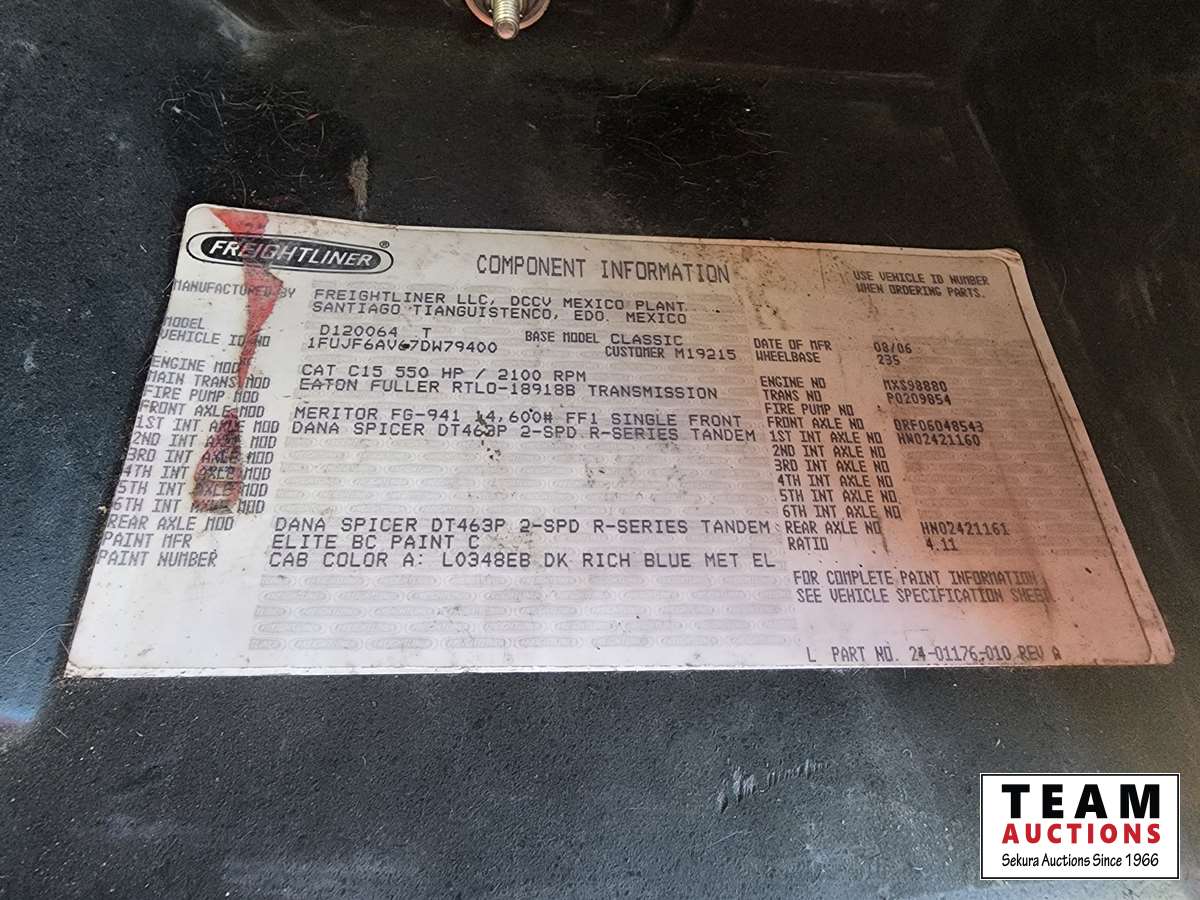 FREIGHTLINER®
COMPONENT INFORMATION
USE VEHICLE ID NUMBER
WHEN ORDERING PARTS.
MANUFACTURED BY FREIGHTLINER LLC, DCCV MEXICO PLANT
SANTIAGO TIANGUISTENCO, EDO. MEXICO
MODEL D120064 T BASE MODEL CLASSIC DATE OF MFR 08/06
VEHICLE ID NO 1FUJF6AV67DW79400 CUSTOMER M19215 WHEELBASE 235
ENGINE MOD CAT C15 550 HP / 2100 RPM ENGINE NO MXS98880
MAIN TRANS MOD EATON FULLER RTLO-18918B TRANSMISSION TRANS NO P0209854
FIRE PUMP MOD FIRE PUMP NO
FRONT AXLE MOD MERITOR FG-941 14,600# FF1 SINGLE FRONT FRONT AXLE NO ORF06048543
1ST INT AXLE MOD DANA SPICER DT463P 2-SPD R-SERIES TANDEM 1ST INT AXLE NO HN02421160
2ND INT AXLE MOD 2ND INT AXLE NO
3RD INT AXLE MOD 3RD INT AXLE NO
4TH INT AXLE MOD 4TH INT AXLE NO
5TH INT AXLE MOD 5TH INT AXLE NO
6TH INT AXLE MOD 6TH INT AXLE NO
REAR AXLE MOD DANA SPICER DT463P 2-SPD R-SERIES TANDEM REAR AXLE NO HN02421161
PAINT MFR ELITE BC PAINT C RATIO 4.11
PAINT NUMBER CAB COLOR A: L0348EB DK RICH BLUE MET EL
FOR COMPLETE PAINT INFORMATION
SEE VEHICLE SPECIFICATION SHEET
L PART NO. 24-01176-010 REV A
TEAM
AUCTIONS
Sekura Auctions Since 1966